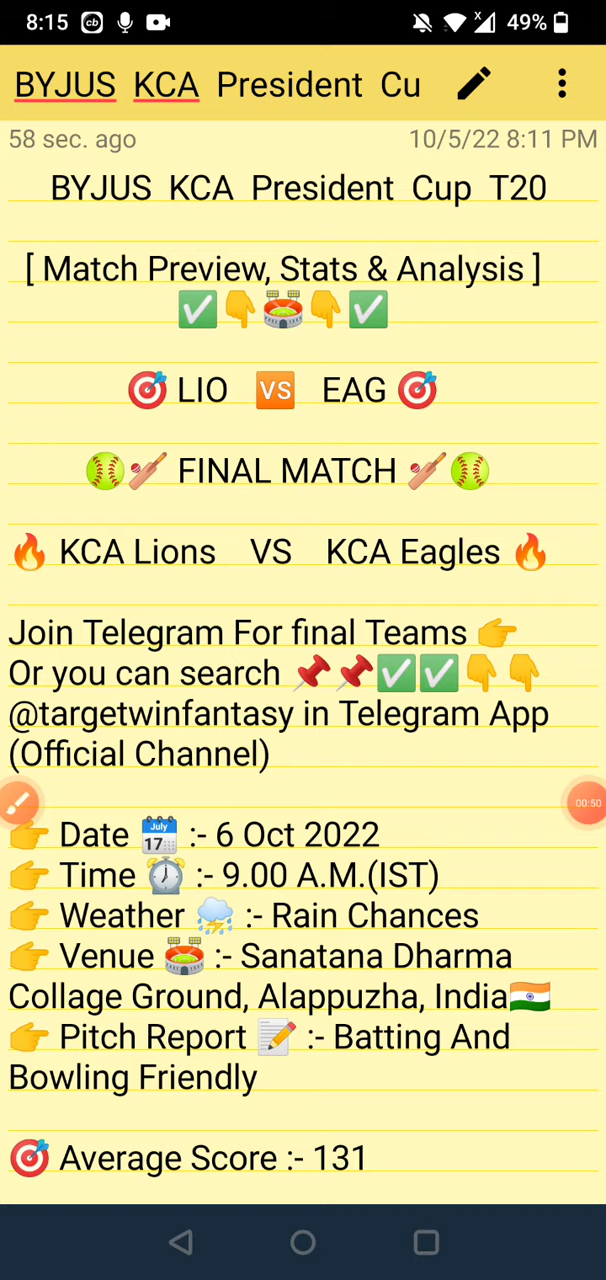 8:15 cb x 49%
BYJUS KCA President Cu
58 sec. ago 10/5/22 8:11 PM
BYJUS KCA President Cup T20
[ Match Preview, Stats & Analysis ]
✅👇🏟️👇✅
🎯 LIO 🆚 EAG 🎯
🥎🏏 FINAL MATCH 🏏🥎
🔥 KCA Lions VS KCA Eagles 🔥
Join Telegram For final Teams 👉
Or you can search 📌📌✅✅👇👇
@targetwinfantasy in Telegram App
(Official Channel)
00:50
👉 Date 📅 :- 6 Oct 2022
👉 Time ⏰ :- 9.00 A.M.(IST)
👉 Weather ⛈️ :- Rain Chances
👉 Venue 🏟️ :- Sanatana Dharma
Collage Ground, Alappuzha, India🇮🇳
👉 Pitch Report 📝 :- Batting And
Bowling Friendly
🎯 Average Score :- 131